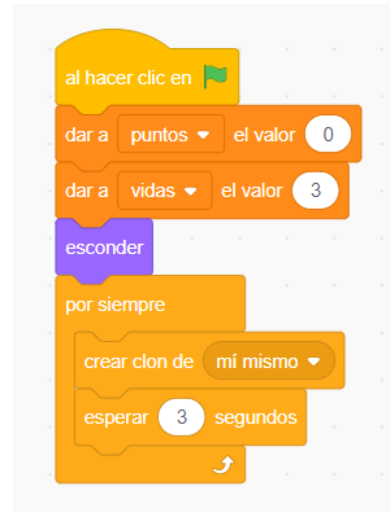 al hacer clic en
dar a puntos el valor 0
dar a vidas el valor 3
esconder
por siempre
crear clon de mí mismo
esperar 3 segundos